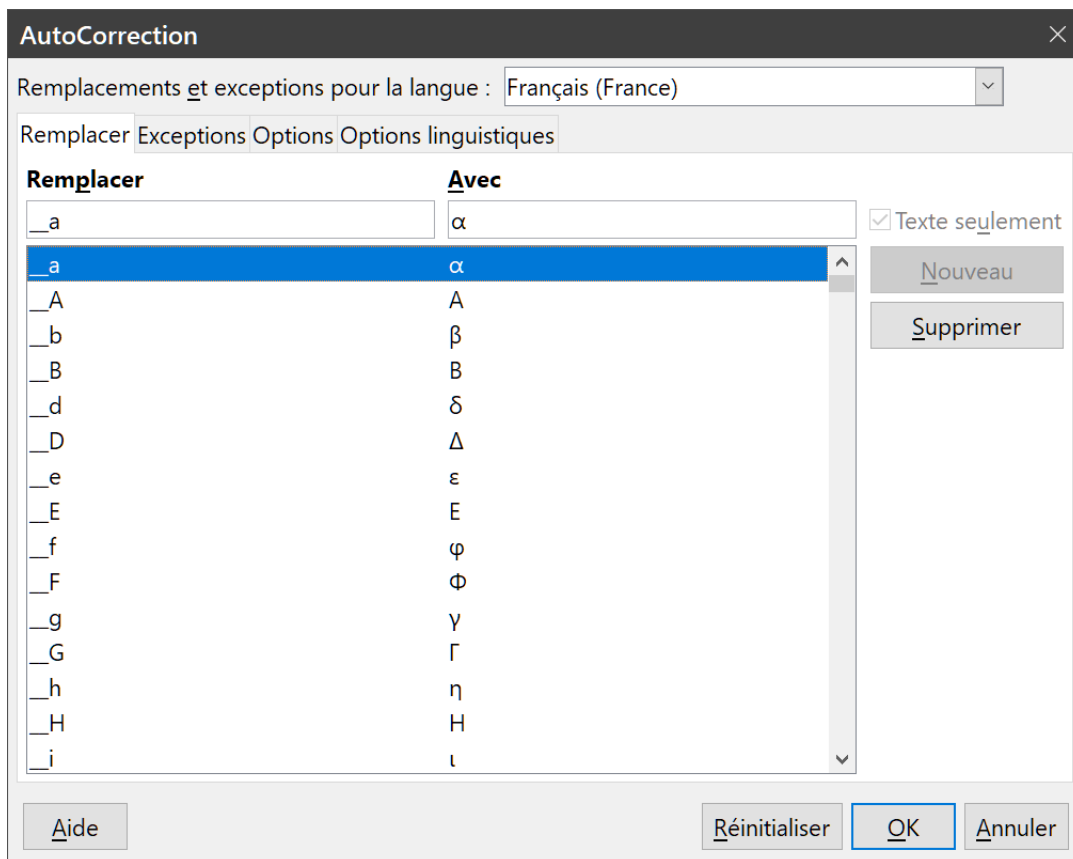 AutoCorrection
Remplacements et exceptions pour la langue : Français (France)
Remplacer Exceptions Options Options linguistiques
Remplacer Avec
__a α Texte seulement
__a α Nouveau
__A Α
__b β Supprimer
__B Β
__d δ
__D Δ
__e ε
__E Ε
__f φ
__F Φ
__g γ
__G Γ
__h η
__H Η
__i ι
Aide Réinitialiser OK Annuler